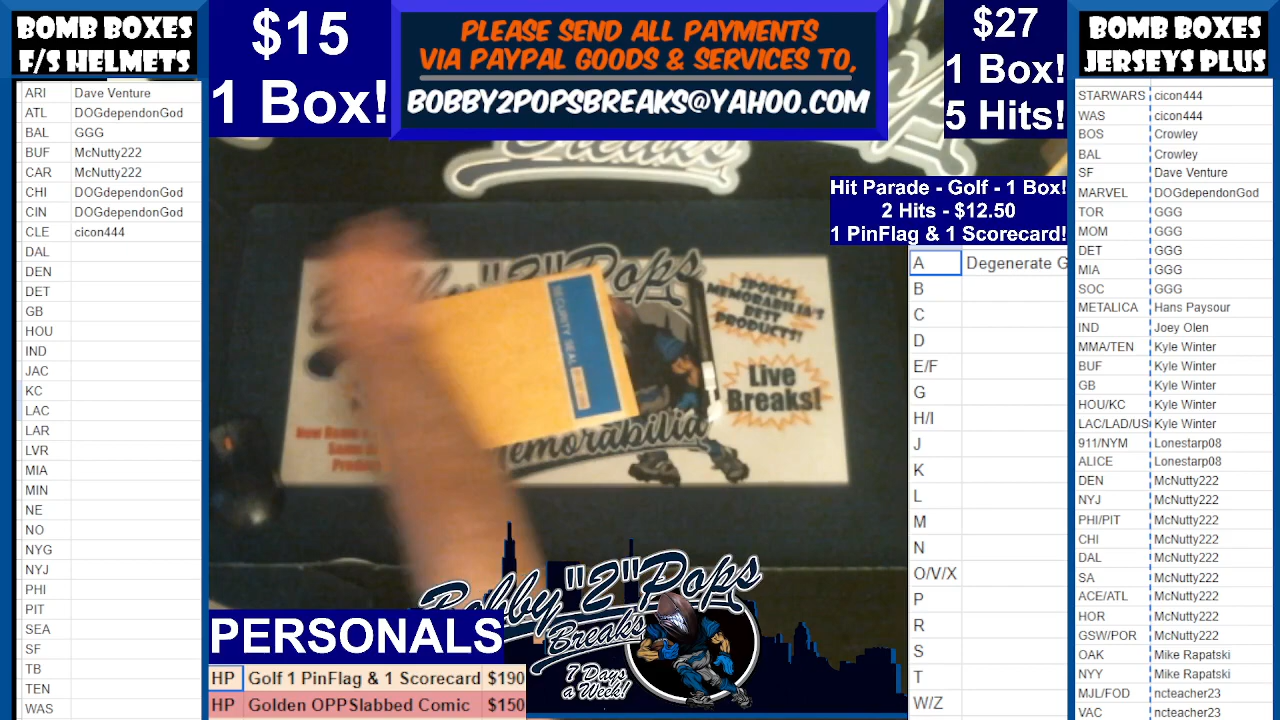 BOMB BOXES
F/S HELMETS
ARI Dave Venture
ATL DOGdependonGod
BAL GGG
BUF McNutty222
CAR McNutty222
CHI DOGdependonGod
CIN DOGdependonGod
CLE cicon444
DAL
DEN
DET
GB
HOU
IND
JAC
KC
LAC
LAR
LVR
MIA
MIN
NE
NO
NYG
NYJ
PHI
PIT
SEA
SF
TB
TEN
WAS
$15
1 Box!
PLEASE SEND ALL PAYMENTS
VIA PAYPAL GOODS & SERVICES TO,
BOBBY2POPSBREAKS@YAHOO.COM
$27
1 Box!
5 Hits!
Hit Parade - Golf - 1 Box!
2 Hits - $12.50
1 PinFlag & 1 Scorecard!
A Degenerate G
B
C
D
E/F
G
H/I
J
K
L
M
N
O/V/X
P
R
S
T
W/Z
BOMB BOXES
JERSEYS PLUS
STARWARS cicon444
WAS cicon444
BOS Crowley
BAL Crowley
SF Dave Venture
MARVEL DOGdependonGod
TOR GGG
MOM GGG
DET GGG
MIA GGG
SOC GGG
METALICA Hans Paysour
IND Joey Olen
MMA/TEN Kyle Winter
BUF Kyle Winter
GB Kyle Winter
HOU/KC Kyle Winter
LAC/LAD/US Kyle Winter
911/NYM Lonestarp08
ALICE Lonestarp08
DEN McNutty222
NYJ McNutty222
PHI/PIT McNutty222
CHI McNutty222
DAL McNutty222
SA McNutty222
ACE/ATL McNutty222
HOR McNutty222
GSW/POR McNutty222
OAK Mike Rapatski
NYY Mike Rapatski
MJL/FOD ncteacher23
VAC ncteacher23
Breaks
"2" Pops
SECURITY SEAL
SPORTS
MEMORABILIA'S
BEST
PRODUCTS!
Live
Breaks!
Memorabilia
Bobby "2" Pops
Breaks
7 Days
a Week!
PERSONALS
HP Golf 1 PinFlag & 1 Scorecard $190
HP Golden OPPSlabbed Comic $150